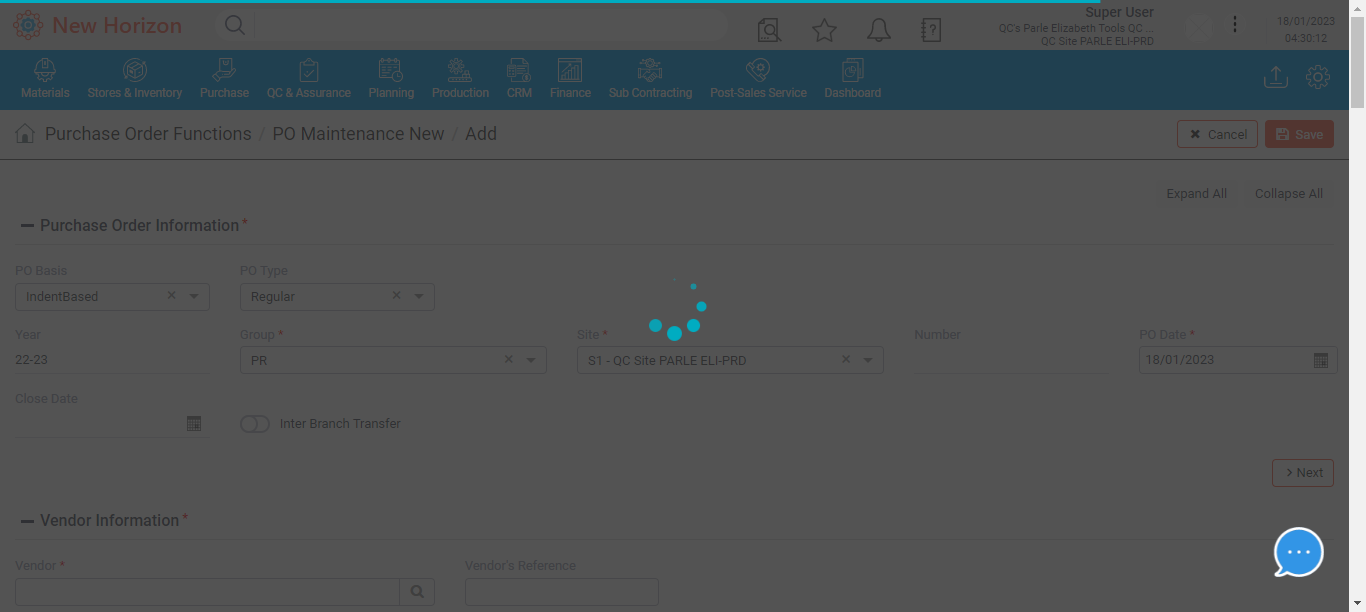 New Horizon
Super User
QC's Parle Elizabeth Tools QC ...
QC Site PARLE ELI-PRD
18/01/2023
04:30:12
Materials
Stores & Inventory
Purchase
QC & Assurance
Planning
Production
CRM
Finance
Sub Contracting
Post-Sales Service
Dashboard
Purchase Order Functions / PO Maintenance New / Add
Cancel
Save
Expand All
Collapse All
Purchase Order Information *
PO Basis
PO Type
IndentBased
Regular
Year
Group *
Site *
Number
PO Date *
22-23
PR
S1 - QC Site PARLE ELI-PRD
18/01/2023
Close Date
Inter Branch Transfer
Next
Vendor Information *
Vendor *
Vendor's Reference